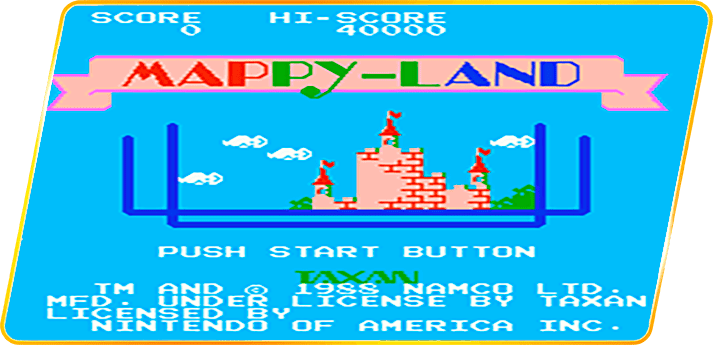 SCORE HI-SCORE
0 40000
MAPPY-LAND
PUSH START BUTTON
TAXAN
TM AND © 1988 NAMCO LTD.
MFD. UNDER LICENSE BY TAXAN
LICENSED BY
NINTENDO OF AMERICA INC.